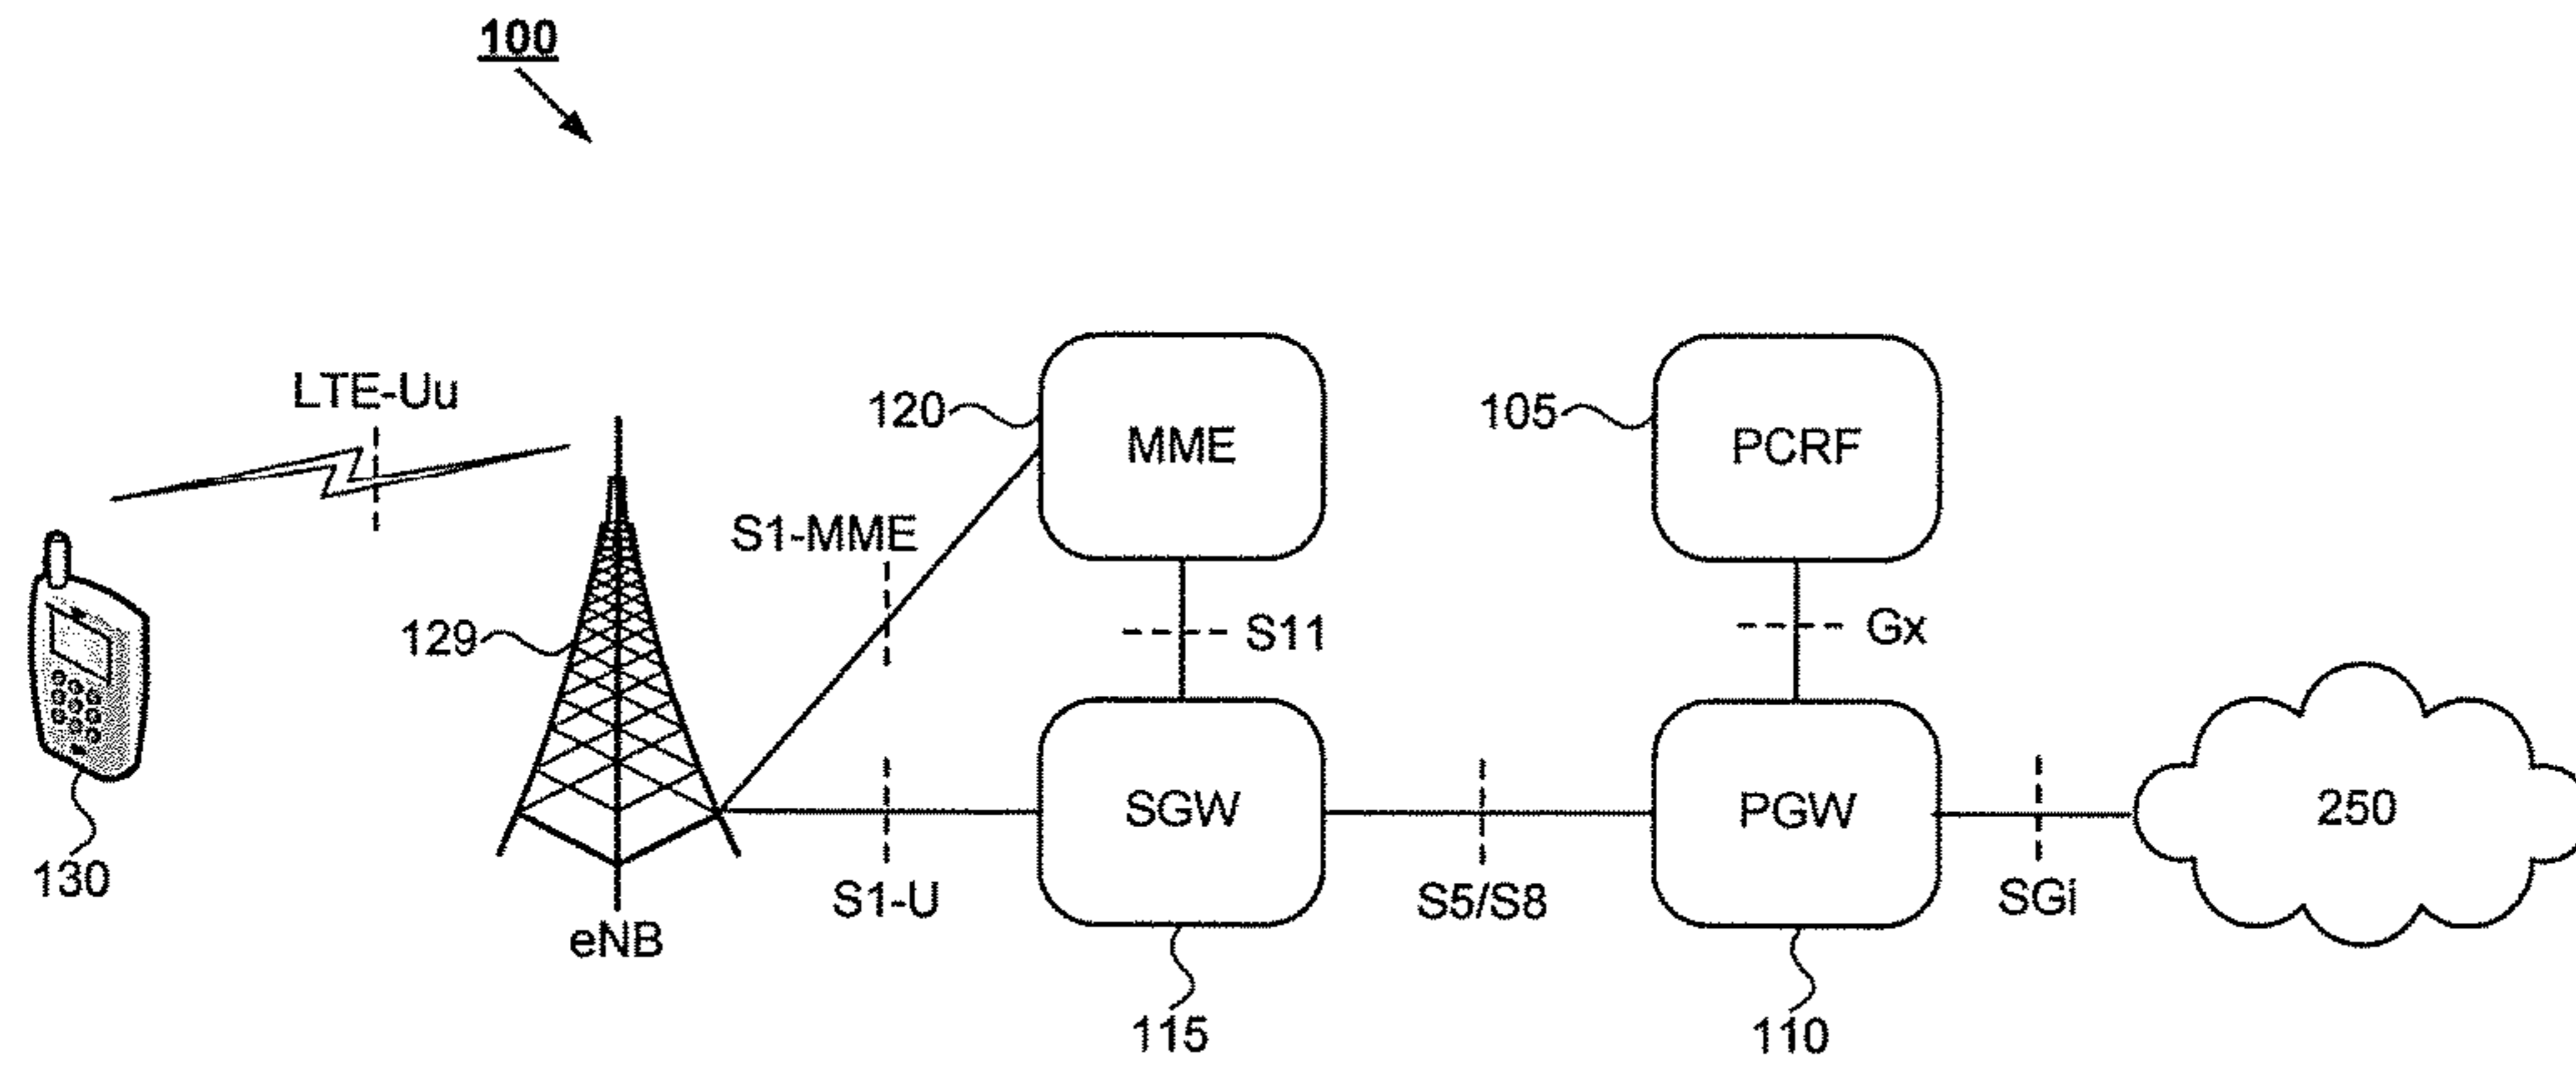 100
LTE-Uu
120
MME
105
PCRF
S1-MME
129
S11
Gx
SGW
PGW
250
130
S1-U
S5/S8
SGi
eNB
115
110